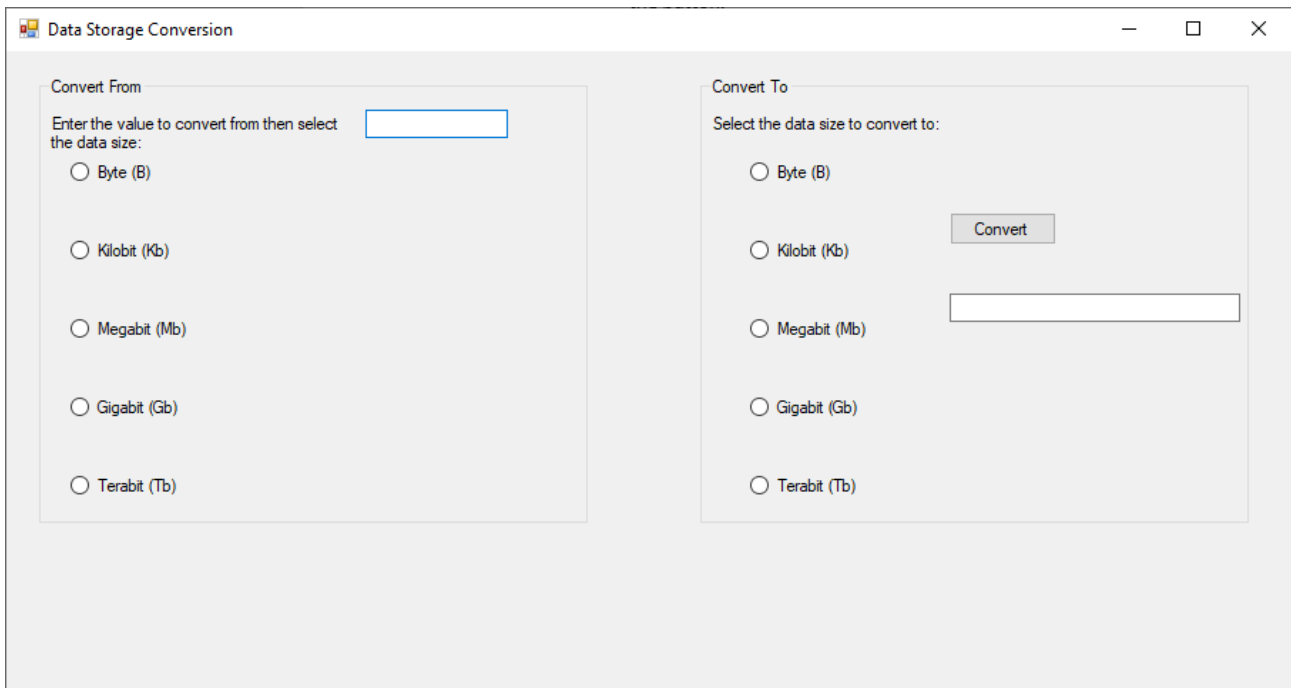 Data Storage Conversion
Convert From
Enter the value to convert from then select
the data size:
Byte (B)
Kilobit (Kb)
Megabit (Mb)
Gigabit (Gb)
Terabit (Tb)
Convert To
Select the data size to convert to:
Byte (B)
Kilobit (Kb)
Megabit (Mb)
Gigabit (Gb)
Terabit (Tb)
Convert